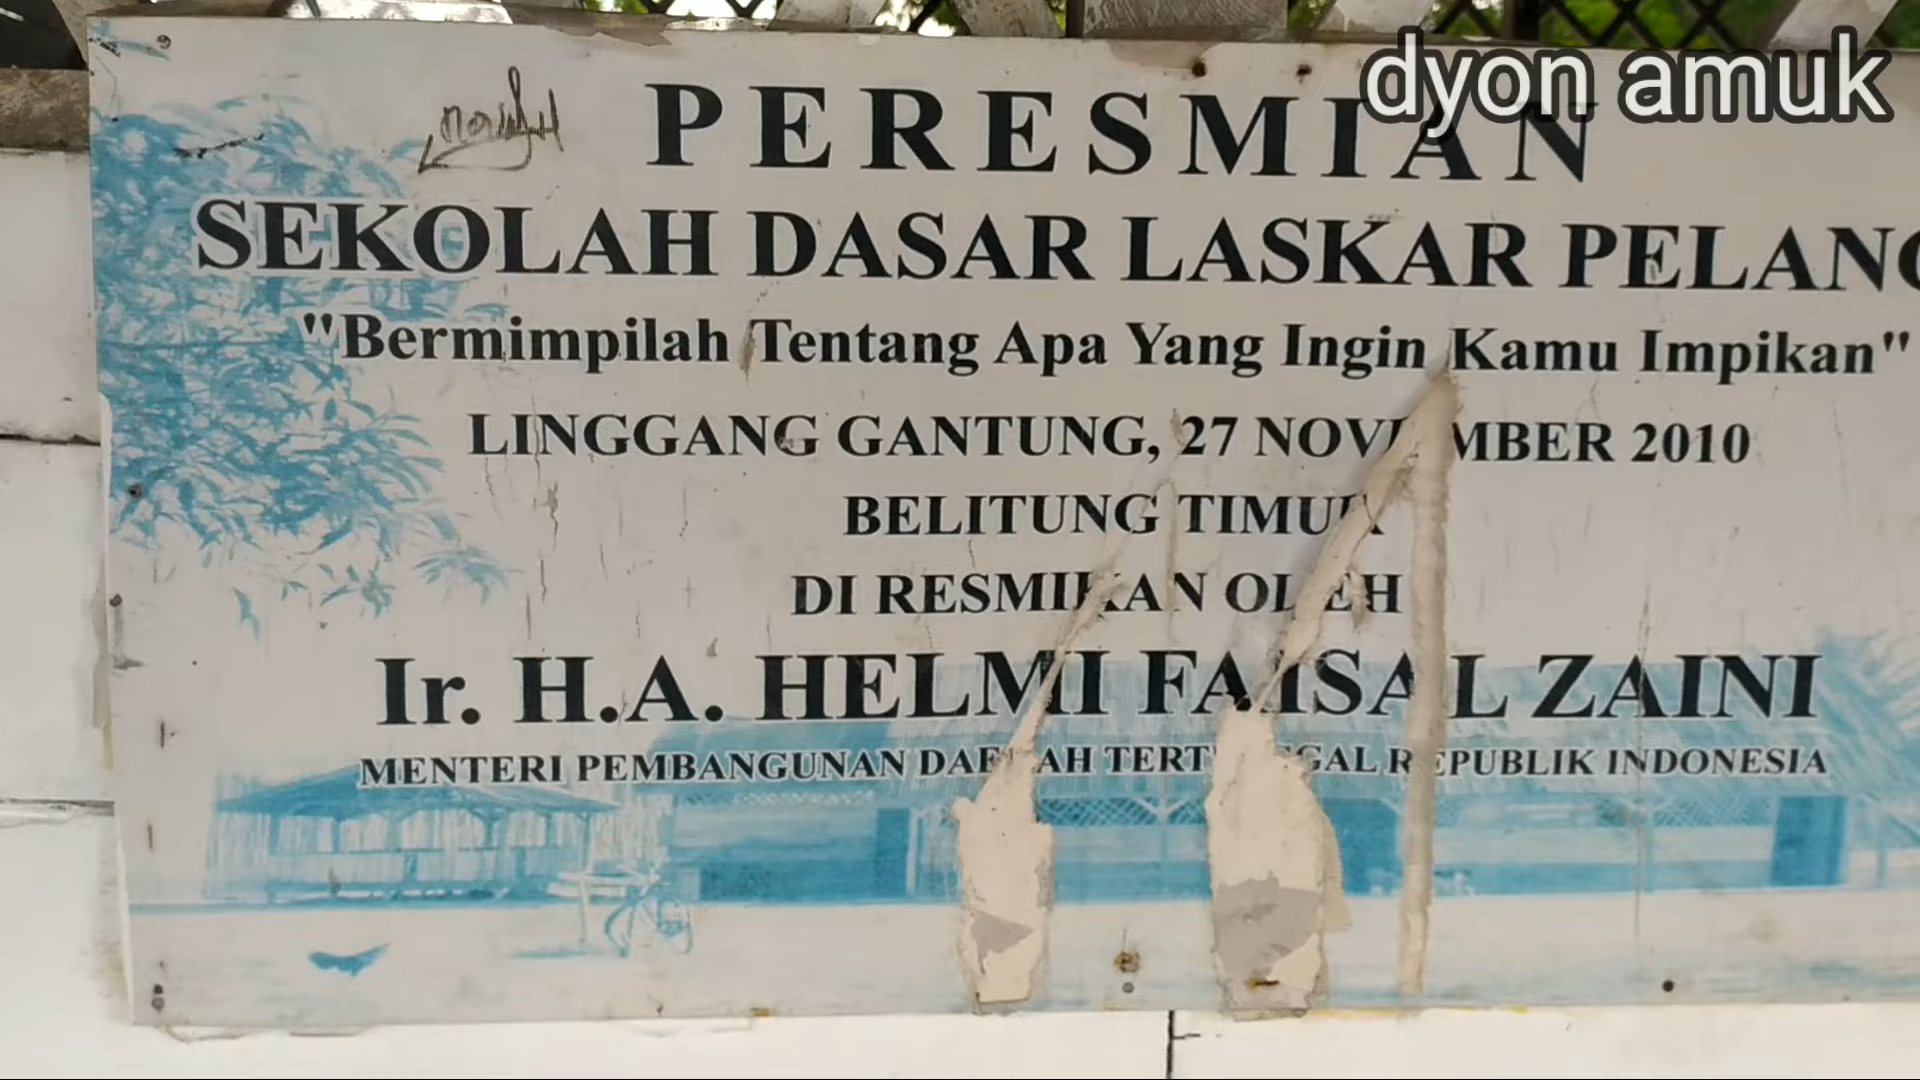 dyon amuk
PERESMIAN
SEKOLAH DASAR LASKAR PELANG
"Bermimpilah Tentang Apa Yang Ingin Kamu Impikan"
LINGGANG GANTUNG, 27 NOVEMBER 2010
BELITUNG TIMUR
DI RESMIKAN OLEH
Ir. H.A. HELMI FAISAL ZAINI
MENTERI PEMBANGUNAN DAERAH TERTINGGAL REPUBLIK INDONESIA